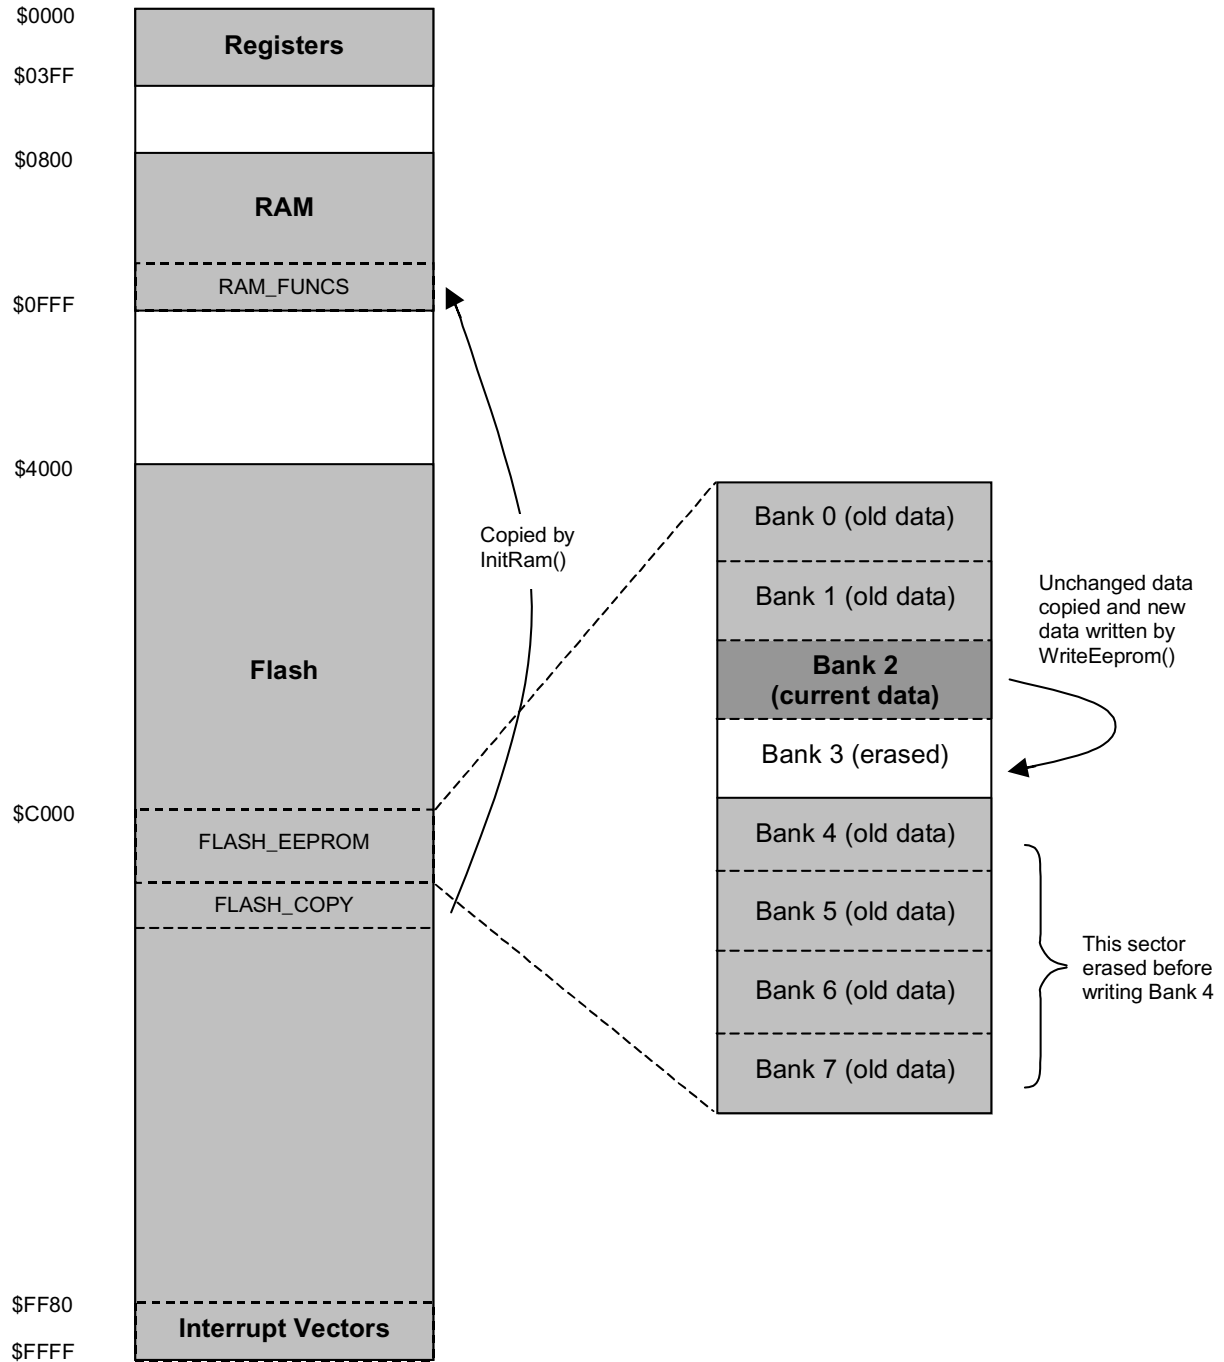 $0000
Registers
$03FF
$0800
RAM
RAM_FUNCS
$0FFF
$4000
Copied by
InitRam()
Flash
$C000
FLASH_EEPROM
FLASH_COPY
$FF80
Interrupt Vectors
$FFFF
Bank 0 (old data)
Bank 1 (old data)
Bank 2
(current data)
Bank 3 (erased)
Bank 4 (old data)
Bank 5 (old data)
Bank 6 (old data)
Bank 7 (old data)
Unchanged data
copied and new
data written by
WriteEeprom()
This sector
erased before
writing Bank 4